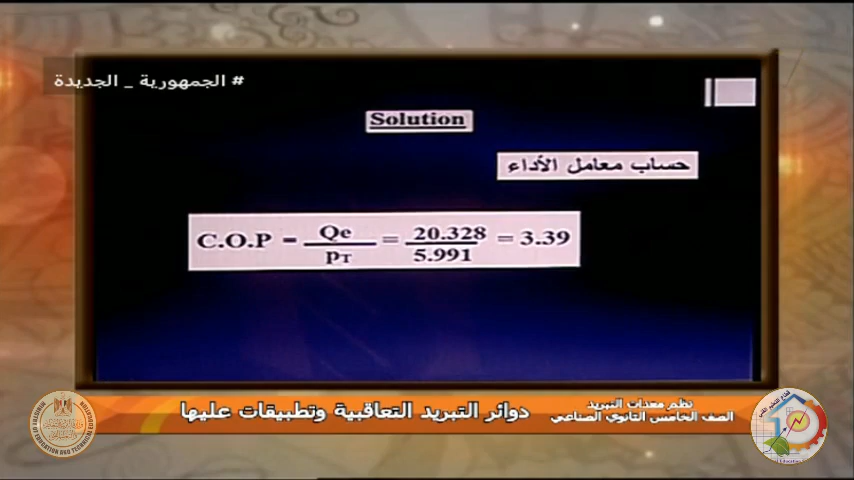 # الجمهورية _ الجديدة
Solution
حساب معامل الأداء
C.O.P = Qe / PT = 20.328 / 5.991 = 3.39
نظم معدات التبريد
الصف الخامس الثانوي الصناعي
دوائر التبريد التعاقبية وتطبيقات عليها